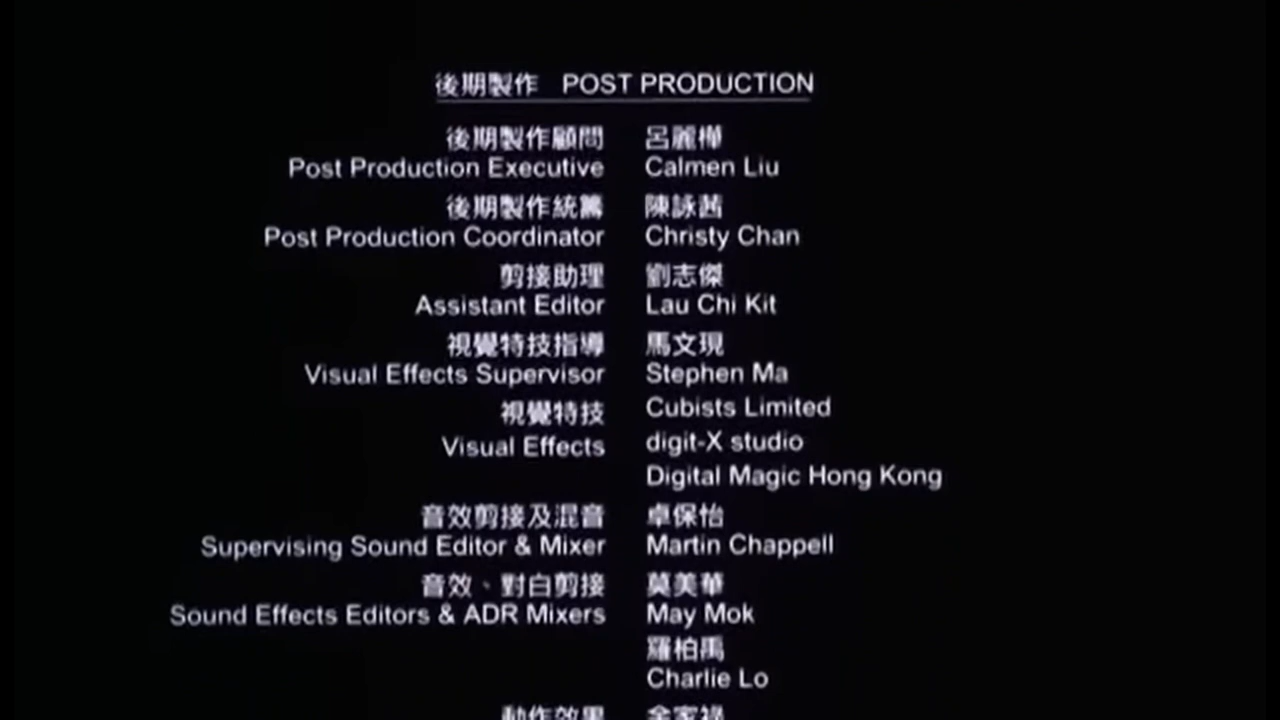 後期製作 POST PRODUCTION
後期製作顧問 呂麗樺
Post Production Executive Calmen Liu
後期製作統籌 陳詠茜
Post Production Coordinator Christy Chan
剪接助理 劉志傑
Assistant Editor Lau Chi Kit
視覺特技指導 馬文現
Visual Effects Supervisor Stephen Ma
視覺特技 Cubists Limited
Visual Effects digit-X studio
Digital Magic Hong Kong
音效剪接及混音 卓保怡
Supervising Sound Editor & Mixer Martin Chappell
音效、對白剪接 莫美華
Sound Effects Editors & ADR Mixers May Mok
羅柏禹
Charlie Lo
動作效果